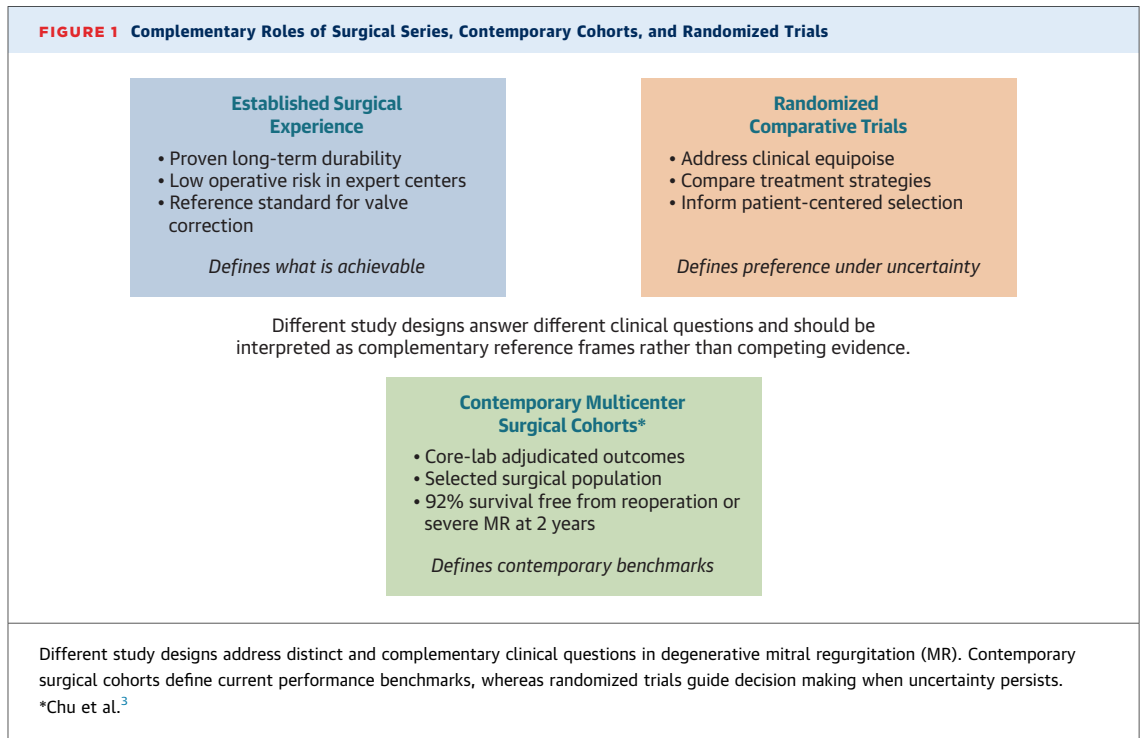 FIGURE 1 Complementary Roles of Surgical Series, Contemporary Cohorts, and Randomized Trials
Established Surgical
Experience
• Proven long-term durability
• Low operative risk in expert centers
• Reference standard for valve
correction
Defines what is achievable
Randomized
Comparative Trials
• Address clinical equipoise
• Compare treatment strategies
• Inform patient-centered selection
Defines preference under uncertainty
Different study designs answer different clinical questions and should be
interpreted as complementary reference frames rather than competing evidence.
Contemporary Multicenter
Surgical Cohorts*
• Core-lab adjudicated outcomes
• Selected surgical population
• 92% survival free from reoperation or
severe MR at 2 years
Defines contemporary benchmarks
Different study designs address distinct and complementary clinical questions in degenerative mitral regurgitation (MR). Contemporary
surgical cohorts define current performance benchmarks, whereas randomized trials guide decision making when uncertainty persists.
*Chu et al.3